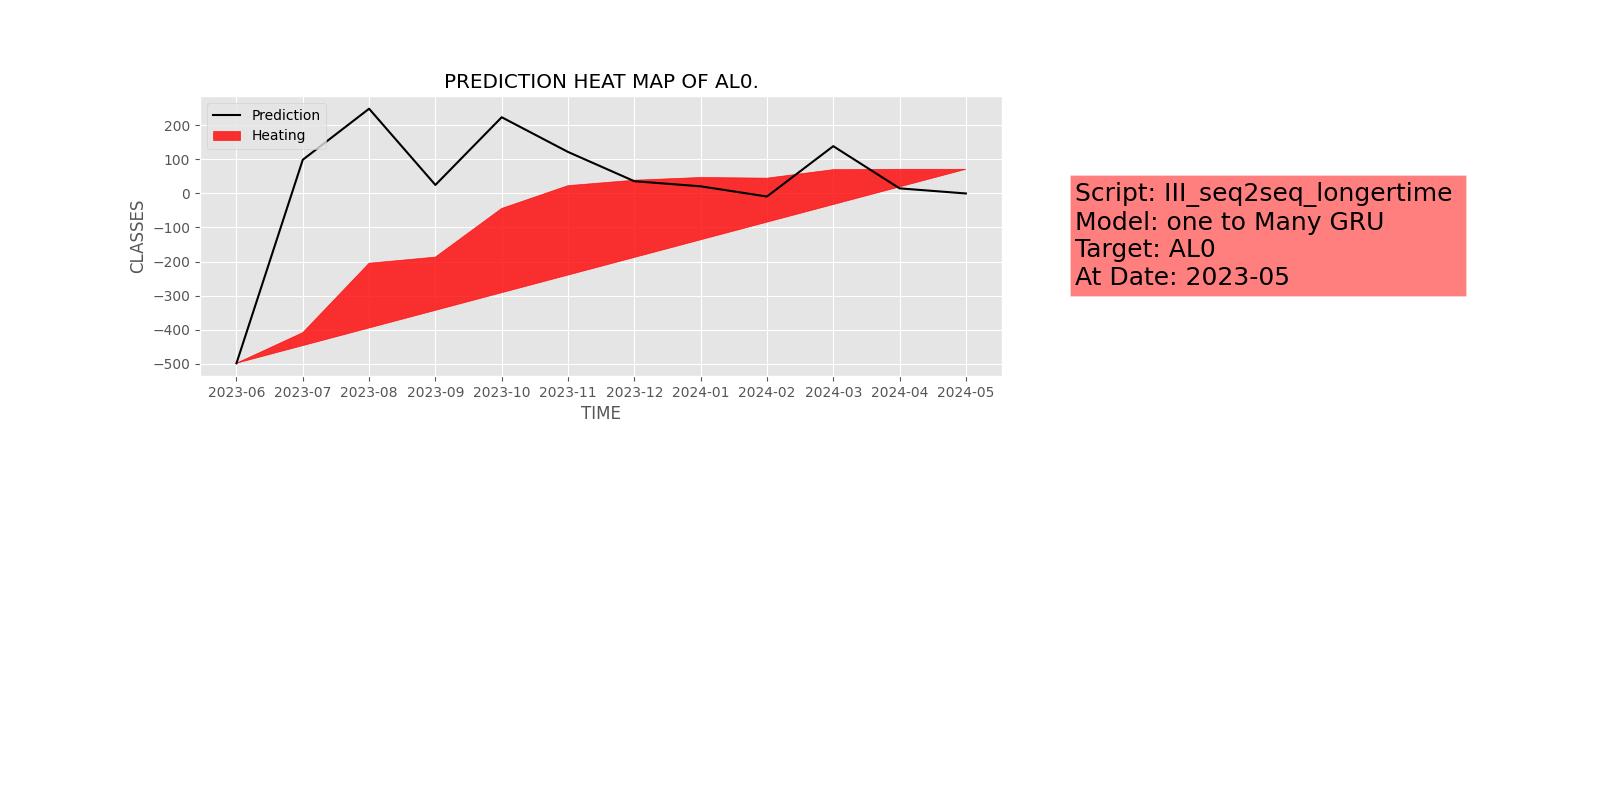 PREDICTION HEAT MAP OF AL0.
Prediction
Heating
200
100
0
−100
−200
−300
−400
−500
CLASSES
2023-06 2023-07 2023-08 2023-09 2023-10 2023-11 2023-12 2024-01 2024-02 2024-03 2024-04 2024-05
TIME
Script: III_seq2seq_longertime
Model: one to Many GRU
Target: AL0
At Date: 2023-05